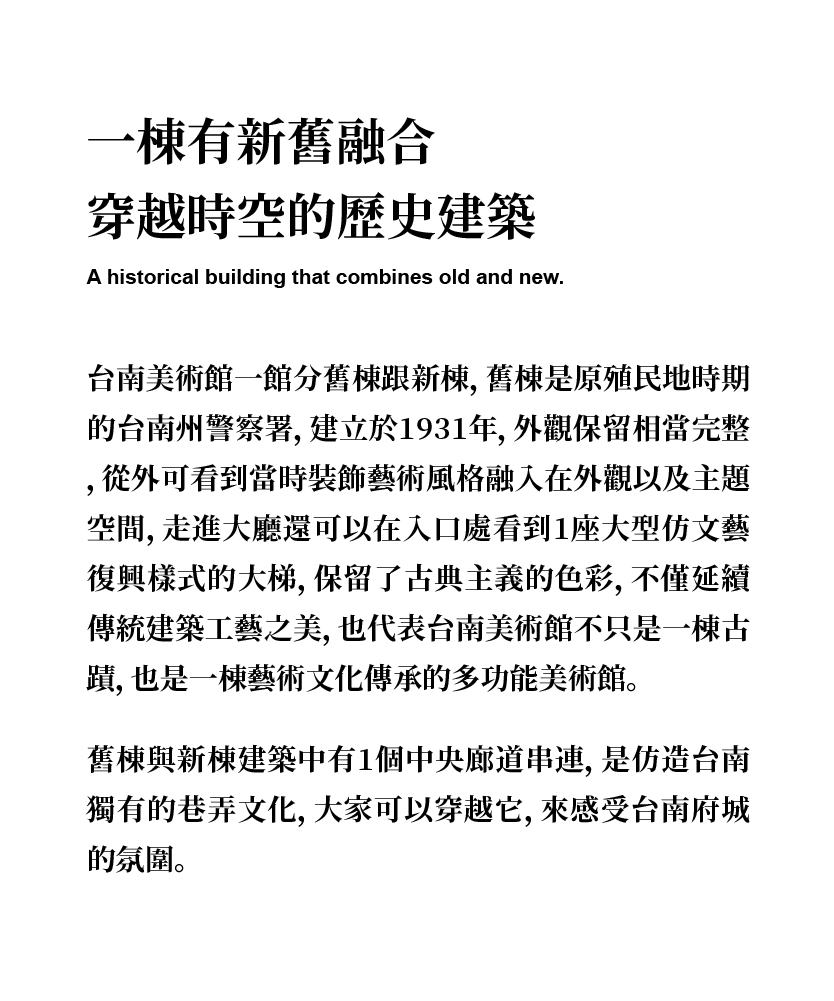 一棟有新舊融合
穿越時空的歷史建築
A historical building that combines old and new.
台南美術館一館分舊棟跟新棟, 舊棟是原殖民地時期
的台南州警察署, 建立於1931年, 外觀保留相當完整
, 從外可看到當時裝飾藝術風格融入在外觀以及主題
空間, 走進大廳還可以在入口處看到1座大型仿文藝
復興樣式的大梯, 保留了古典主義的色彩, 不僅延續
傳統建築工藝之美, 也代表台南美術館不只是一棟古
蹟, 也是一棟藝術文化傳承的多功能美術館。
舊棟與新棟建築中有1個中央廊道串連, 是仿造台南
獨有的巷弄文化, 大家可以穿越它, 來感受台南府城
的氛圍。